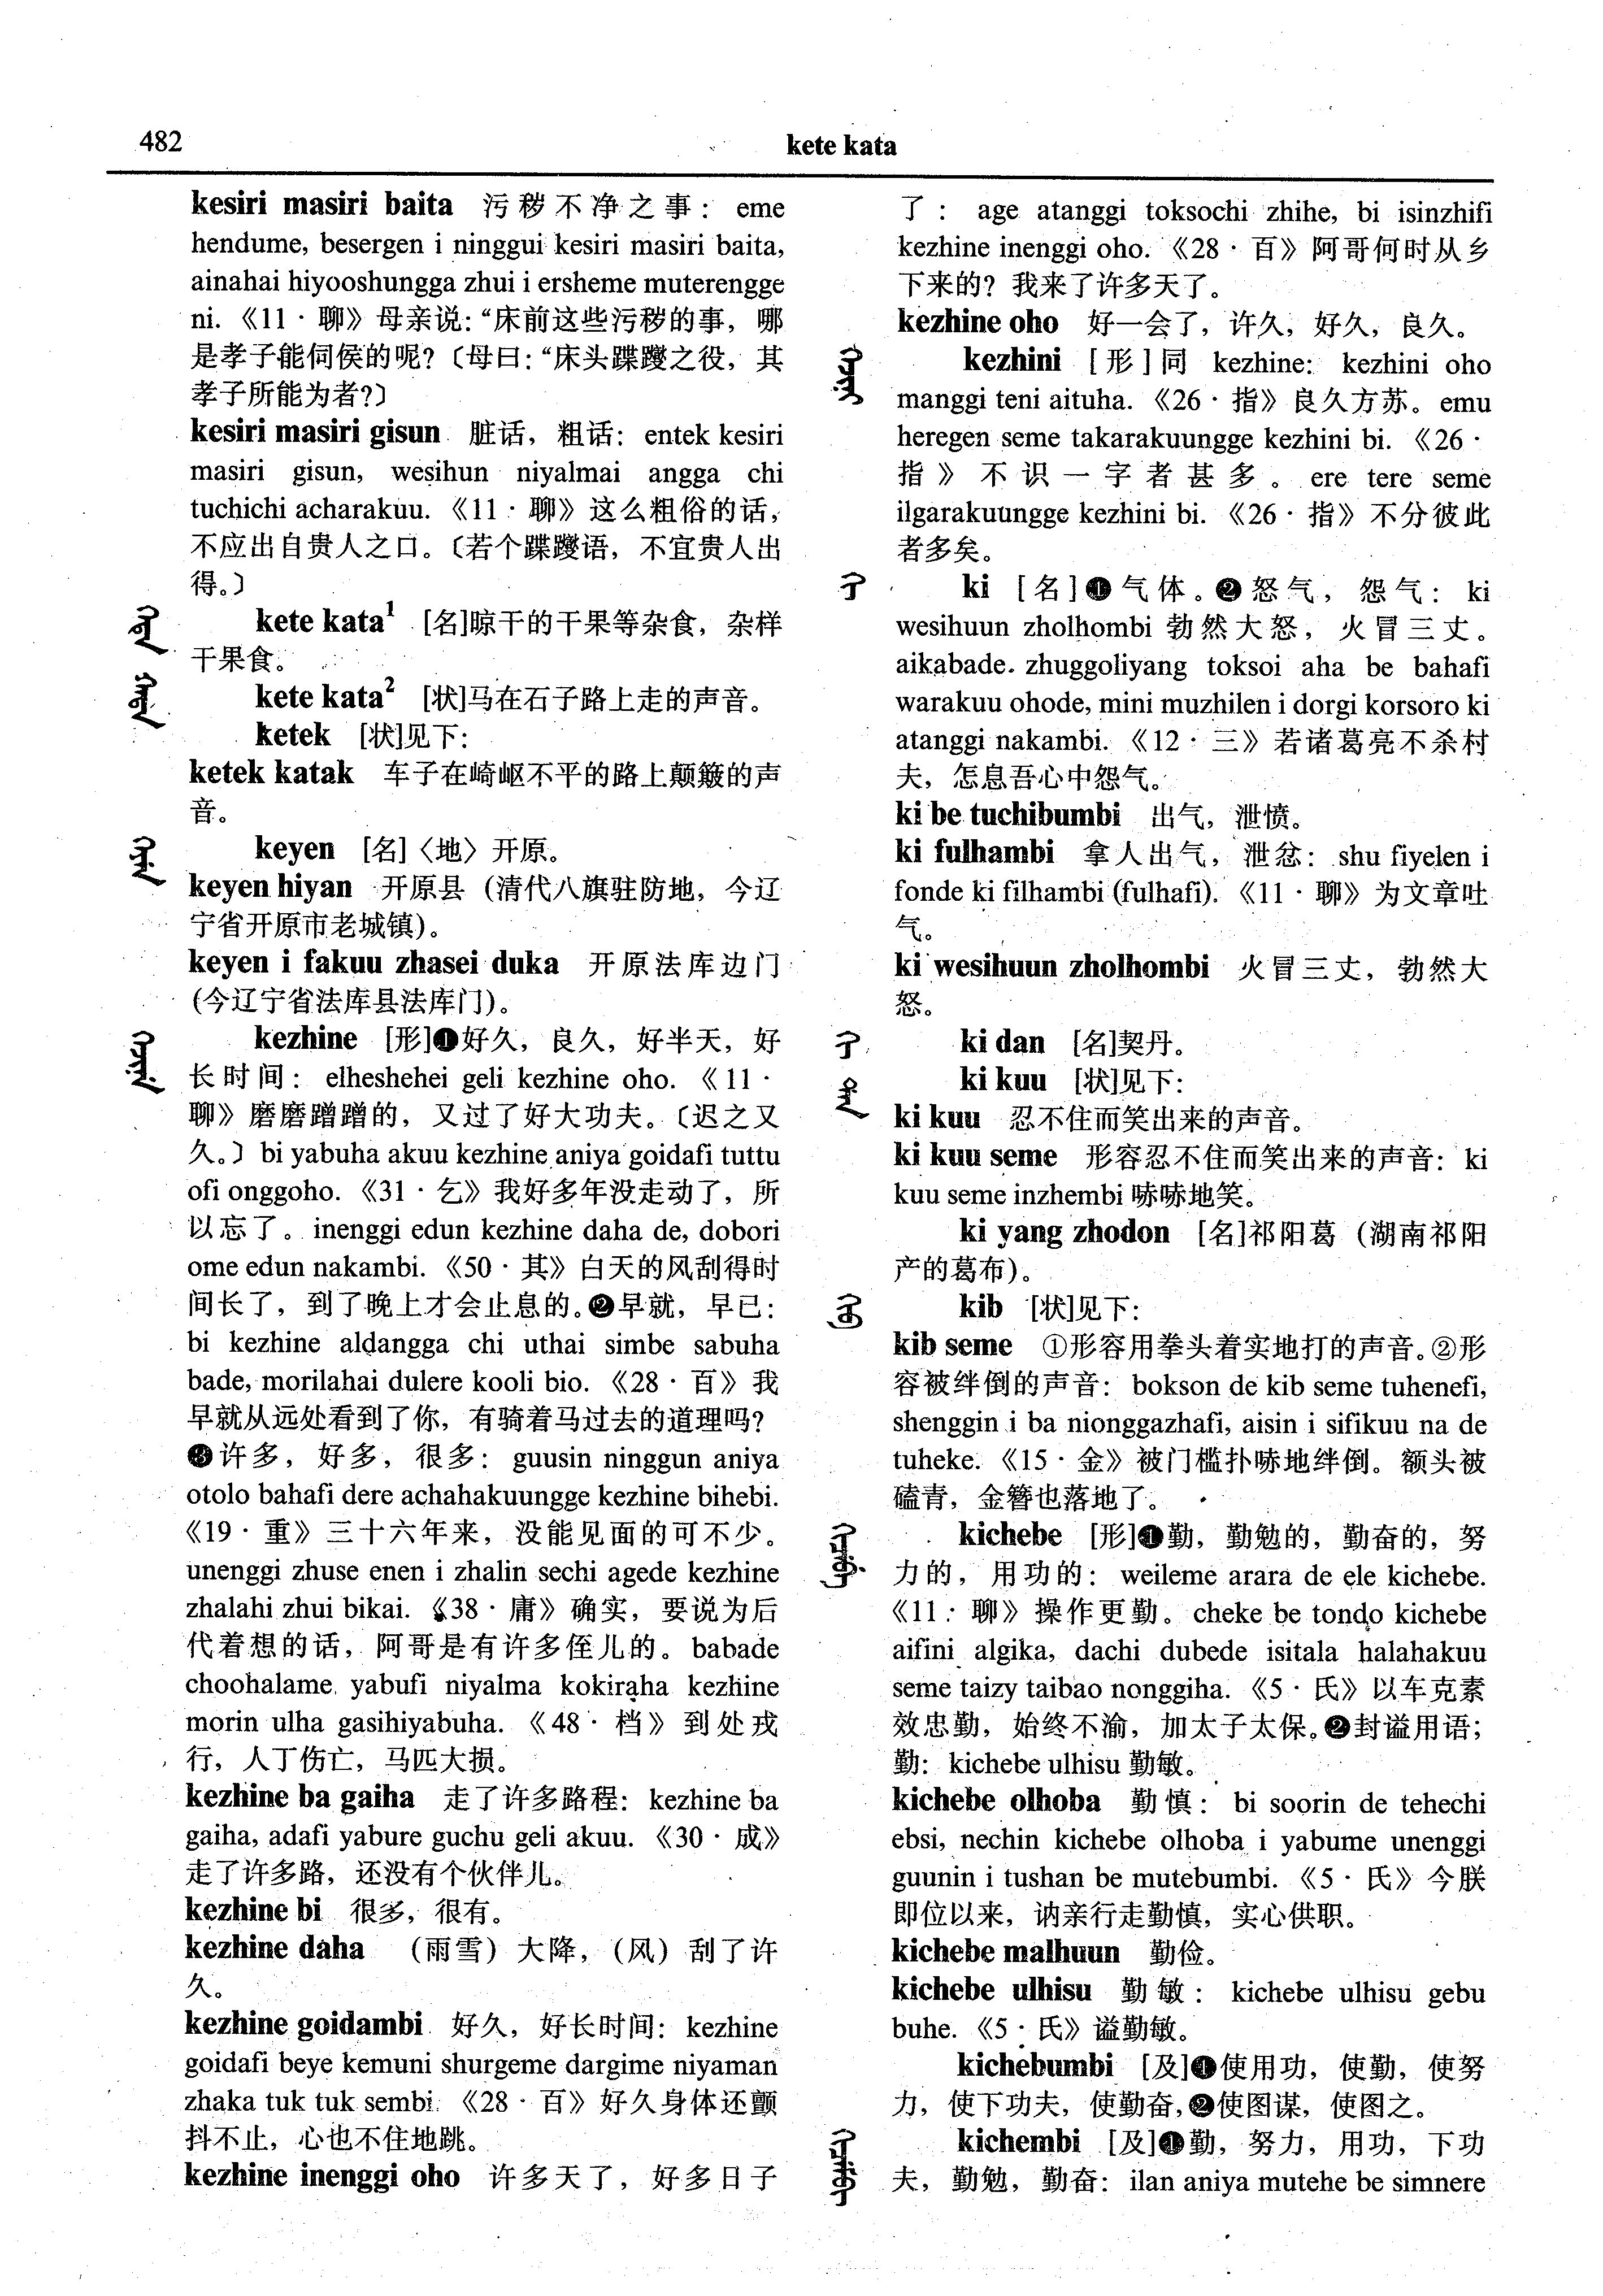 482
kete kata
kesiri masiri baita 污秽不净之事： eme
hendume, besergen i ninggui kesiri masiri baita,
ainahai hiyooshungga zhui i ersheme muterengge
ni. 《11·聊》母亲说：“床前这些污秽的事，哪
是孝子能伺侯的呢？〔母曰：“床头蹀躞之役，其
孝子所能为者?〕
kesiri masiri gisun 脏话，粗话： entek kesiri
masiri gisun, wesihun niyalmai angga chi
tuchichi acharakuu. 《11·聊》这么粗俗的话，
不应出自贵人之口。〔若个蹀躞语，不宜贵人出
得。〕
kete kata¹ [名]晾干的干果等杂食，杂样
干果食。
kete kata² [状]马在石子路上走的声音。
ketek [状]见下：
ketek katak 车子在崎岖不平的路上颠簸的声
音。
keyen [名]〈地〉开原。
keyen hiyan 开原县（清代八旗驻防地，今辽
宁省开原市老城镇）。
keyen i fakuu zhasei duka 开原法库边门
(今辽宁省法库县法库门)。
kezhine [形]❶好久，良久，好半天，好
长时间： elheshehei geli kezhine oho. 《11·
聊》磨磨蹭蹭的，又过了好大功夫。〔迟之又
久。〕bi yabuha akuu kezhine aniya goidafi tuttu
ofi onggoho. 《31·乞》我好多年没走动了，所
以忘了。inenggi edun kezhine daha de, dobori
ome edun nakambi. 《50·其》白天的风刮得时
间长了，到了晚上才会止息的。❷早就，早已：
bi kezhine aldangga chi uthai simbe sabuha
bade, morilahai dulere kooli bio. 《28·百》我
早就从远处看到了你，有骑着马过去的道理吗？
❸许多，好多，很多： guusin ninggun aniya
otolo bahafi dere achahakuungge kezhine bihebi.
《19·重》三十六年来，没能见面的可不少。
unenggi zhuse enen i zhalin sechi agede kezhine
zhalahi zhui bikai. 《38·庸》确实，要说为后
代着想的话，阿哥是有许多侄儿的。babade
choohalame yabufi niyalma kokiraha kezhine
morin ulha gasihiyabuha. 《48·档》到处戎
行，人丁伤亡，马匹大损。
kezhine ba gaiha 走了许多路程：kezhine ba
gaiha, adafi yabure guchu geli akuu. 《30·成》
走了许多路，还没有个伙伴儿。
kezhine bi 很多，很有。
kezhine daha （雨雪）大降，（风）刮了许
久。
kezhine goidambi 好久，好长时间：kezhine
goidafi beye kemuni shurgeme dargime niyaman
zhaka tuk tuk sembi. 《28·百》好久身体还颤
抖不止，心也不住地跳。
kezhine inenggi oho 许多天了，好多日子
了： age atanggi toksochi zhihe, bi isinzhifi
kezhine inenggi oho. 《28·百》阿哥何时从乡
下来的？我来了许多天了。
kezhine oho 好一会了，许久，好久，良久。
kezhini [形]同 kezhine: kezhini oho
manggi teni aituha. 《26·指》良久方苏。emu
heregen seme takarakuungge kezhini bi. 《26·
指》不识一字者甚多。ere tere seme
ilgarakuungge kezhini bi. 《26·指》不分彼此
者多矣。
ki [名]❶气体。❷怒气，怨气： ki
wesihuun zholhombi 勃然大怒，火冒三丈。
aikabade zhuggoliyang toksoi aha be bahafi
warakuu ohode, mini muzhilen i dorgi korsoro ki
atanggi nakambi. 《12·三》若诸葛亮不杀村
夫，怎息吾心中怨气。
ki be tuchibumbi 出气，泄愤。
ki fulhambi 拿人出气，泄忿： shu fiyelen i
fonde ki filhambi (fulhafi). 《11·聊》为文章吐
气。
ki wesihuun zholhombi 火冒三丈，勃然大
怒。
ki dan [名]契丹。
ki kuu [状]见下：
ki kuu 忍不住而笑出来的声音。
ki kuu seme 形容忍不住而笑出来的声音：ki
kuu seme inzhembi 哧哧地笑。
ki yang zhodon [名]祁阳葛（湖南祁阳
产的葛布）。
kib [状]见下：
kib seme ①形容用拳头着实地打的声音。②形
容被绊倒的声音： bokson de kib seme tuhenefi,
shenggin i ba nionggazhafi, aisin i sifikuu na de
tuheke. 《15·金》被门槛扑哧地绊倒。额头被
磕青，金簪也落地了。
kichebe [形]❶勤，勤勉的，勤奋的，努
力的，用功的： weileme arara de ele kichebe.
《11·聊》操作更勤。cheke be tondo kichebe
aifini algika, dachi dubede isitala halahakuu
seme taizy taibao nonggiha. 《5·氏》以车克素
效忠勤，始终不渝，加太子太保。❷封谥用语；
勤：kichebe ulhisu 勤敏。
kichebe olhoba 勤慎： bi soorin de tehechi
ebsi, nechin kichebe olhoba i yabume unenggi
guunin i tushan be mutebumbi. 《5·氏》今朕
即位以来，讷亲行走勤慎，实心供职。
kichebe malhuun 勤俭。
kichebe ulhisu 勤敏： kichebe ulhisu gebu
buhe. 《5·氏》谥勤敏。
kichebumbi [及]❶使用功，使勤，使努
力，使下功夫，使勤奋，❷使图谋，使图之。
kichembi [及]❶勤，努力，用功，下功
夫，勤勉，勤奋：ilan aniya mutehe be simnere